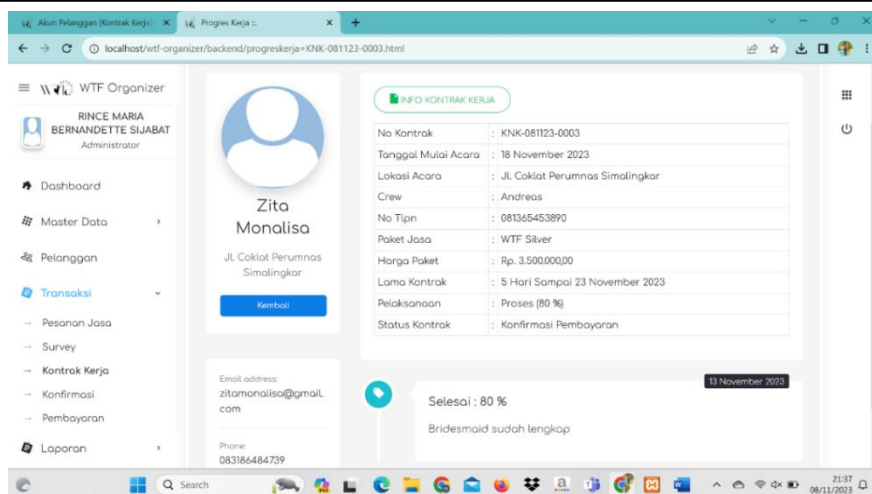 Akun Pelanggan |Kontrak Kerja|
Progres Kerja ::.
localhost/wtf-organizer/backend/progreskerja=KNK-081123-0003.html
WTF Organizer
RINCE MARIA
BERNANDETTE SIJABAT
Administrator
Dashboard
Master Data
Pelanggan
Transaksi
Pesanan Jasa
Survey
Kontrak Kerja
Konfirmasi
Pembayaran
Laporan
Zita
Monalisa
JL Coklat Perumnas
Simalingkar
Kembali
Email address:
zitamonalisa@gmail.
com
Phone:
083186484739
INFO KONTRAK KERJA
No Kontrak : KNK-081123-0003
Tanggal Mulai Acara : 18 November 2023
Lokasi Acara : JL Coklat Perumnas Simalingkar
Crew : Andreas
No Tlpn : 081365453890
Paket Jasa : WTF Silver
Harga Paket : Rp. 3.500.000,00
Lama Kontrak : 5 Hari Sampai 23 November 2023
Pelaksanaan : Proses (80 %)
Status Kontrak : Konfirmasi Pembayaran
13 November 2023
Selesai : 80 %
Bridesmaid sudah lengkap
Search
21:37
08/11/2023